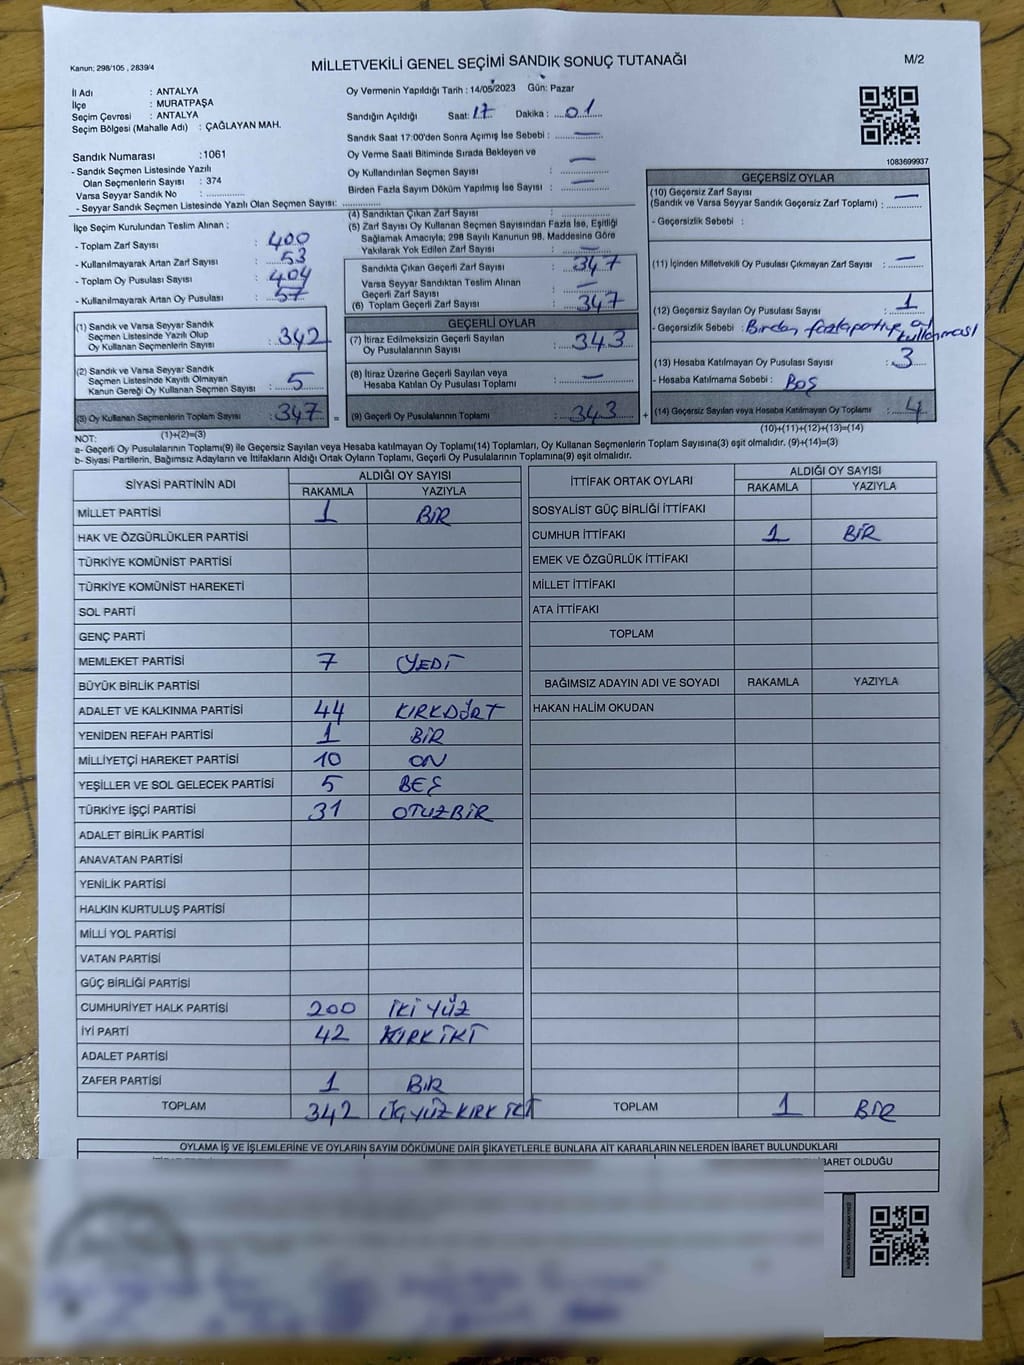 Kanun; 298/105 , 2839/4
MİLLETVEKİLİ GENEL SEÇİMİ SANDIK SONUÇ TUTANAĞI
M/2
İl Adı : ANTALYA
İlçe : MURATPAŞA
Seçim Çevresi : ANTALYA
Seçim Bölgesi (Mahalle Adı) : ÇAĞLAYAN MAH.
Sandık Numarası :1061
- Sandık Seçmen Listesinde Yazılı
Olan Seçmenlerin Sayısı : 374
Varsa Seyyar Sandık No : ..............
- Seyyar Sandık Seçmen Listesinde Yazılı Olan Seçmen Sayısı: ..............
Oy Vermenin Yapıldığı Tarih : 14/05/2023 Gün: Pazar
Sandığın Açıldığı Saat: 17 Dakika : 01
Sandık Saat 17:00'den Sonra Açımış İse Sebebi : —
Oy Verme Saati Bitiminde Sırada Bekleyen ve
Oy Kullandırılan Seçmen Sayısı : —
Birden Fazla Sayım Döküm Yapılmış İse Sayısı : —
1083699937
İlçe Seçim Kurulundan Teslim Alınan :
- Toplam Zarf Sayısı : 400
- Kullanılmayarak Artan Zarf Sayısı : 53
- Toplam Oy Pusulası Sayısı : 404
- Kullanılmayarak Artan Oy Pusulası : 57
(4) Sandıktan Çıkan Zarf Sayısı : ..............
(5) Zarf Sayısı Oy Kullanan Seçmen Sayısından Fazla İse, Eşitliği
Sağlamak Amacıyla; 298 Sayılı Kanunun 98. Maddesine Göre
Yakılarak Yok Edilen Zarf Sayısı : —
Sandıkta Çıkan Geçerli Zarf Sayısı : 347
Varsa Seyyar Sandıktan Teslim Alınan
Geçerli Zarf Sayısı : —
(6) Toplam Geçerli Zarf Sayısı : 347
GEÇERSİZ OYLAR
(10) Geçersiz Zarf Sayısı
(Sandık ve Varsa Seyyar Sandık Geçersiz Zarf Toplamı) : —
- Geçersizlik Sebebi :
(11) İçinden Milletvekili Oy Pusulası Çıkmayan Zarf Sayısı : —
(12) Geçersiz Sayılan Oy Pusulası Sayısı : 1
- Geçersizlik Sebebi : Birden fazla partiye oy
kullanması
(13) Hesaba Katılmayan Oy Pusulası Sayısı : 3
- Hesaba Katılmama Sebebi : BOŞ
(14) Geçersiz Sayılan veya Hesaba Katılmayan Oy Toplamı : 4
(10)+(11)+(12)+(13)=(14)
(1) Sandık ve Varsa Seyyar Sandık
Seçmen Listesinde Yazılı Olup
Oy Kullanan Seçmenlerin Sayısı : 342
(2) Sandık ve Varsa Seyyar Sandık
Seçmen Listesinde Kayıtlı Olmayan
Kanun Gereği Oy Kullanan Seçmen Sayısı : 5
(3) Oy Kullanan Seçmenlerin Toplam Sayısı : 347 =
(1)+(2)=(3)
GEÇERLİ OYLAR
(7) İtiraz Edilmeksizin Geçerli Sayılan
Oy Pusulalarının Sayısı : 343
(8) İtiraz Üzerine Geçerli Sayılan veya
Hesaba Katılan Oy Pusulası Toplamı : —
(9) Geçerli Oy Pusulalarının Toplamı : 343 +
NOT:
a- Geçerli Oy Pusulalarının Toplamı(9) ile Geçersiz Sayılan veya Hesaba katılmayan Oy Toplamı(14) Toplamları, Oy Kullanan Seçmenlerin Toplam Sayısına(3) eşit olmalıdır. (9)+(14)=(3)
b- Siyasi Partilerin, Bağımsız Adayların ve İttifakların Aldığı Ortak Oyların Toplamı, Geçerli Oy Pusulalarının Toplamına(9) eşit olmalıdır.
SİYASİ PARTİNİN ADI ALDIĞI OY SAYISI
RAKAMLA YAZIYLA
MİLLET PARTİSİ 1 BİR
HAK VE ÖZGÜRLÜKLER PARTİSİ
TÜRKİYE KOMÜNİST PARTİSİ
TÜRKİYE KOMÜNİST HAREKETİ
SOL PARTİ
GENÇ PARTİ
MEMLEKET PARTİSİ 7 YEDİ
BÜYÜK BİRLİK PARTİSİ
ADALET VE KALKINMA PARTİSİ 44 KIRKDÖRT
YENİDEN REFAH PARTİSİ 1 BİR
MİLLİYETÇİ HAREKET PARTİSİ 10 ON
YEŞİLLER VE SOL GELECEK PARTİSİ 5 BEŞ
TÜRKİYE İŞÇİ PARTİSİ 31 OTUZBİR
ADALET BİRLİK PARTİSİ
ANAVATAN PARTİSİ
YENİLİK PARTİSİ
HALKIN KURTULUŞ PARTİSİ
MİLLİ YOL PARTİSİ
VATAN PARTİSİ
GÜÇ BİRLİĞİ PARTİSİ
CUMHURİYET HALK PARTİSİ 200 İKİ YÜZ
İYİ PARTİ 42 KIRK İKİ
ADALET PARTİSİ
ZAFER PARTİSİ 1 BİR
TOPLAM 342 ÜÇ YÜZ KIRK İKİ
İTTİFAK ORTAK OYLARI ALDIĞI OY SAYISI
RAKAMLA YAZIYLA
SOSYALİST GÜÇ BİRLİĞİ İTTİFAKI
CUMHUR İTTİFAKI 1 BİR
EMEK VE ÖZGÜRLÜK İTTİFAKI
MİLLET İTTİFAKI
ATA İTTİFAKI
TOPLAM
BAĞIMSIZ ADAYIN ADI VE SOYADI RAKAMLA YAZIYLA
HAKAN HALİM OKUDAN
TOPLAM 1 BİR
OYLAMA İŞ VE İŞLEMLERİNE VE OYLARIN SAYIM DÖKÜMÜNE DAİR ŞİKAYETLERLE BUNLARA AİT KARARLARIN NELERDEN İBARET BULUNDUKLARI
İBARET OLDUĞU